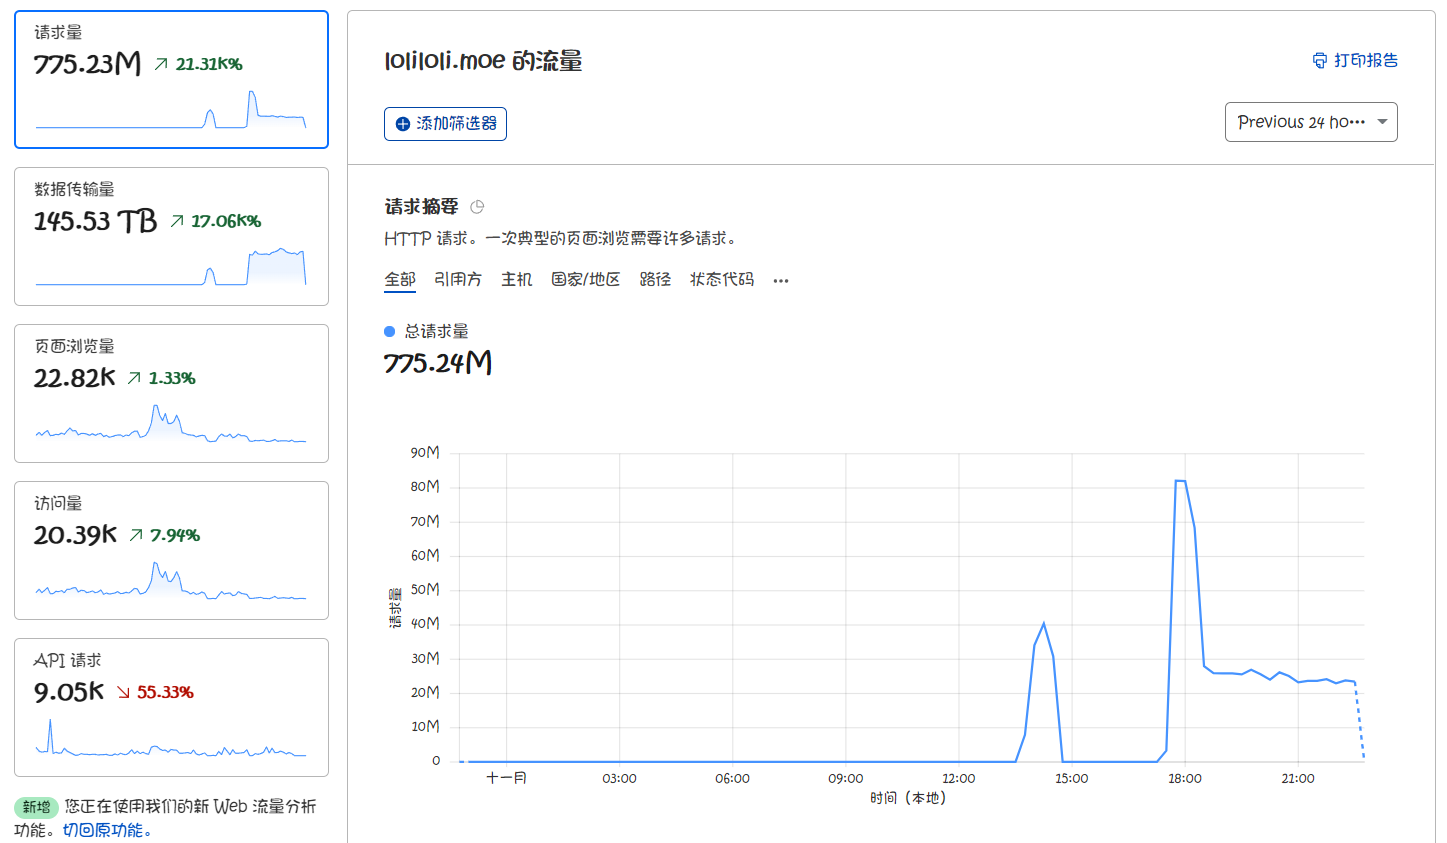 请求量
775.23M 21.31K%
数据传输量
145.53 TB 17.06K%
页面浏览量
22.82K 1.33%
访问量
20.39K 7.94%
API 请求
9.05K 55.33%
新增 您正在使用我们的新 Web 流量分析
功能。切回原功能。
loliloli.moe 的流量
打印报告
添加筛选器
Previous 24 ho···
请求摘要
HTTP 请求。一次典型的页面浏览需要许多请求。
全部 引用方 主机 国家/地区 路径 状态代码 ···
总请求量
775.24M
90M
80M
70M
60M
50M
40M
30M
20M
10M
0
请求量
十一月 03:00 06:00 09:00 12:00 15:00 18:00 21:00
时间（本地）